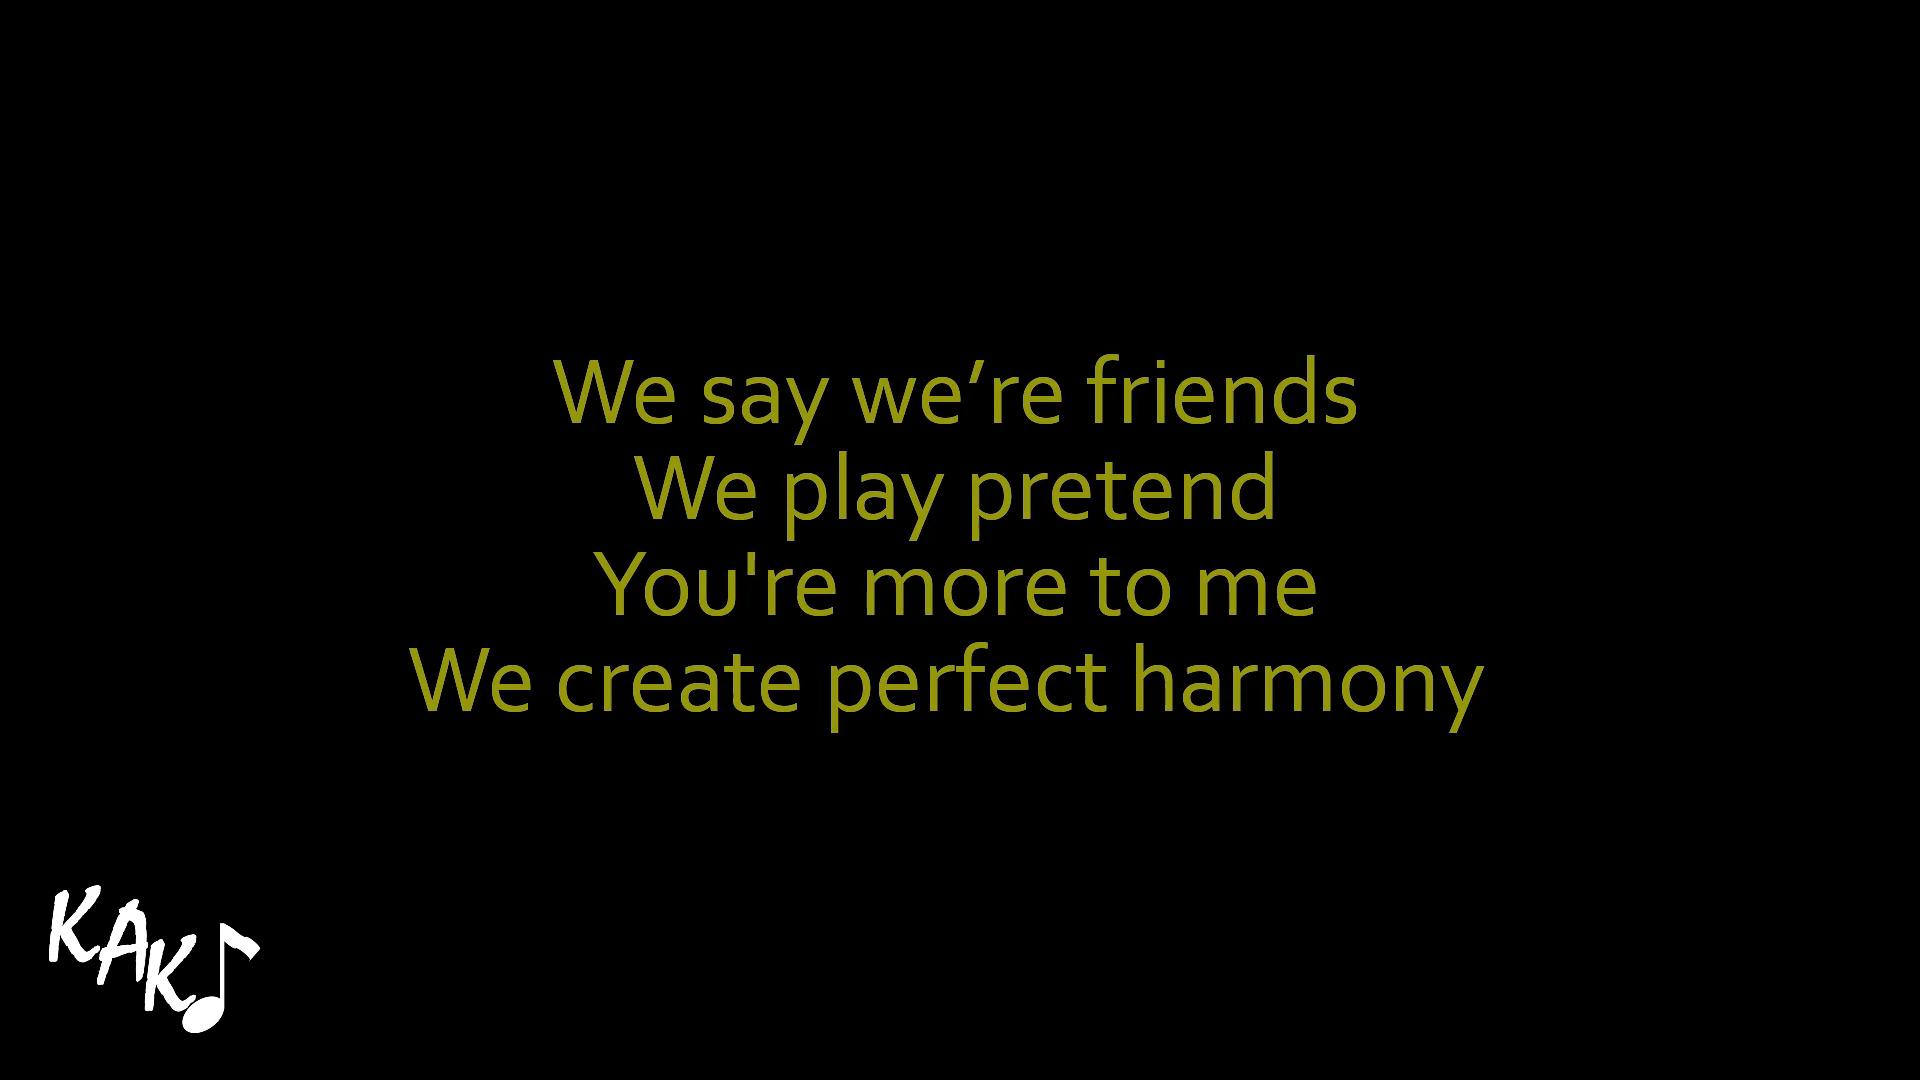 We say we’re friends
We play pretend
You're more to me
We create perfect harmony
KAK